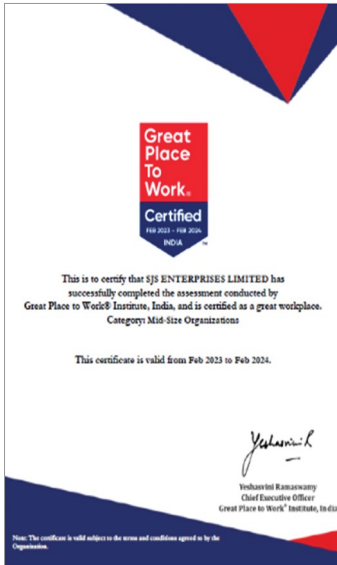 Great
Place
To
Work®
Certified
FEB 2023 – FEB 2024
INDIA
™
This is to certify that SJS ENTERPRISES LIMITED has
successfully completed the assessment conducted by
Great Place to Work® Institute, India, and is certified as a great workplace.
Category: Mid-Size Organizations
This certificate is valid from Feb 2023 to Feb 2024.
Yeshasvini R
Yeshasvini Ramaswamy
Chief Executive Officer
Great Place to Work® Institute, India
Note: The certificate is valid subject to the terms and conditions agreed to by the
Organization.